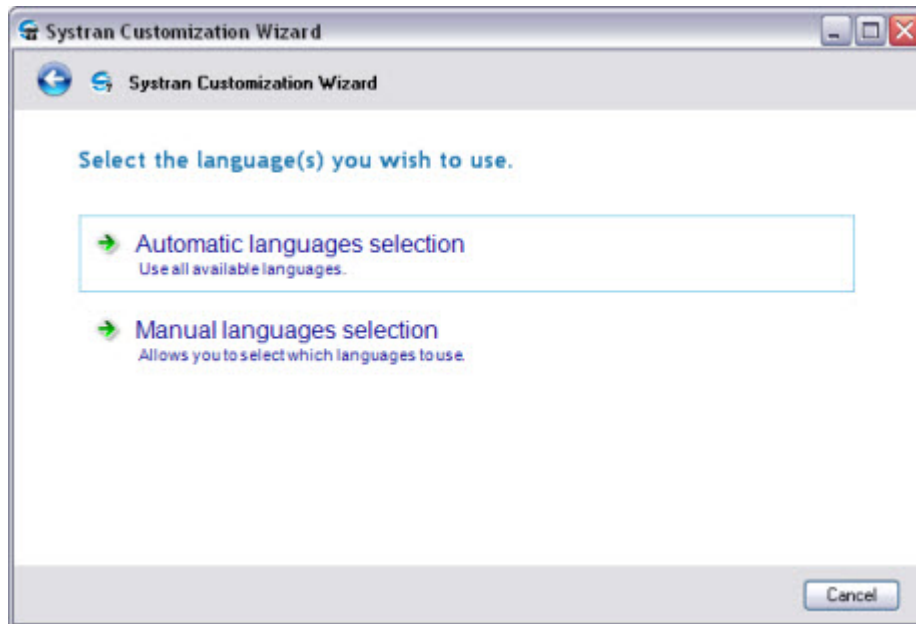 Systran Customization Wizard
Systran Customization Wizard
Select the language(s) you wish to use.
Automatic languages selection
Use all available languages.
Manual languages selection
Allows you to select which languages to use.
Cancel